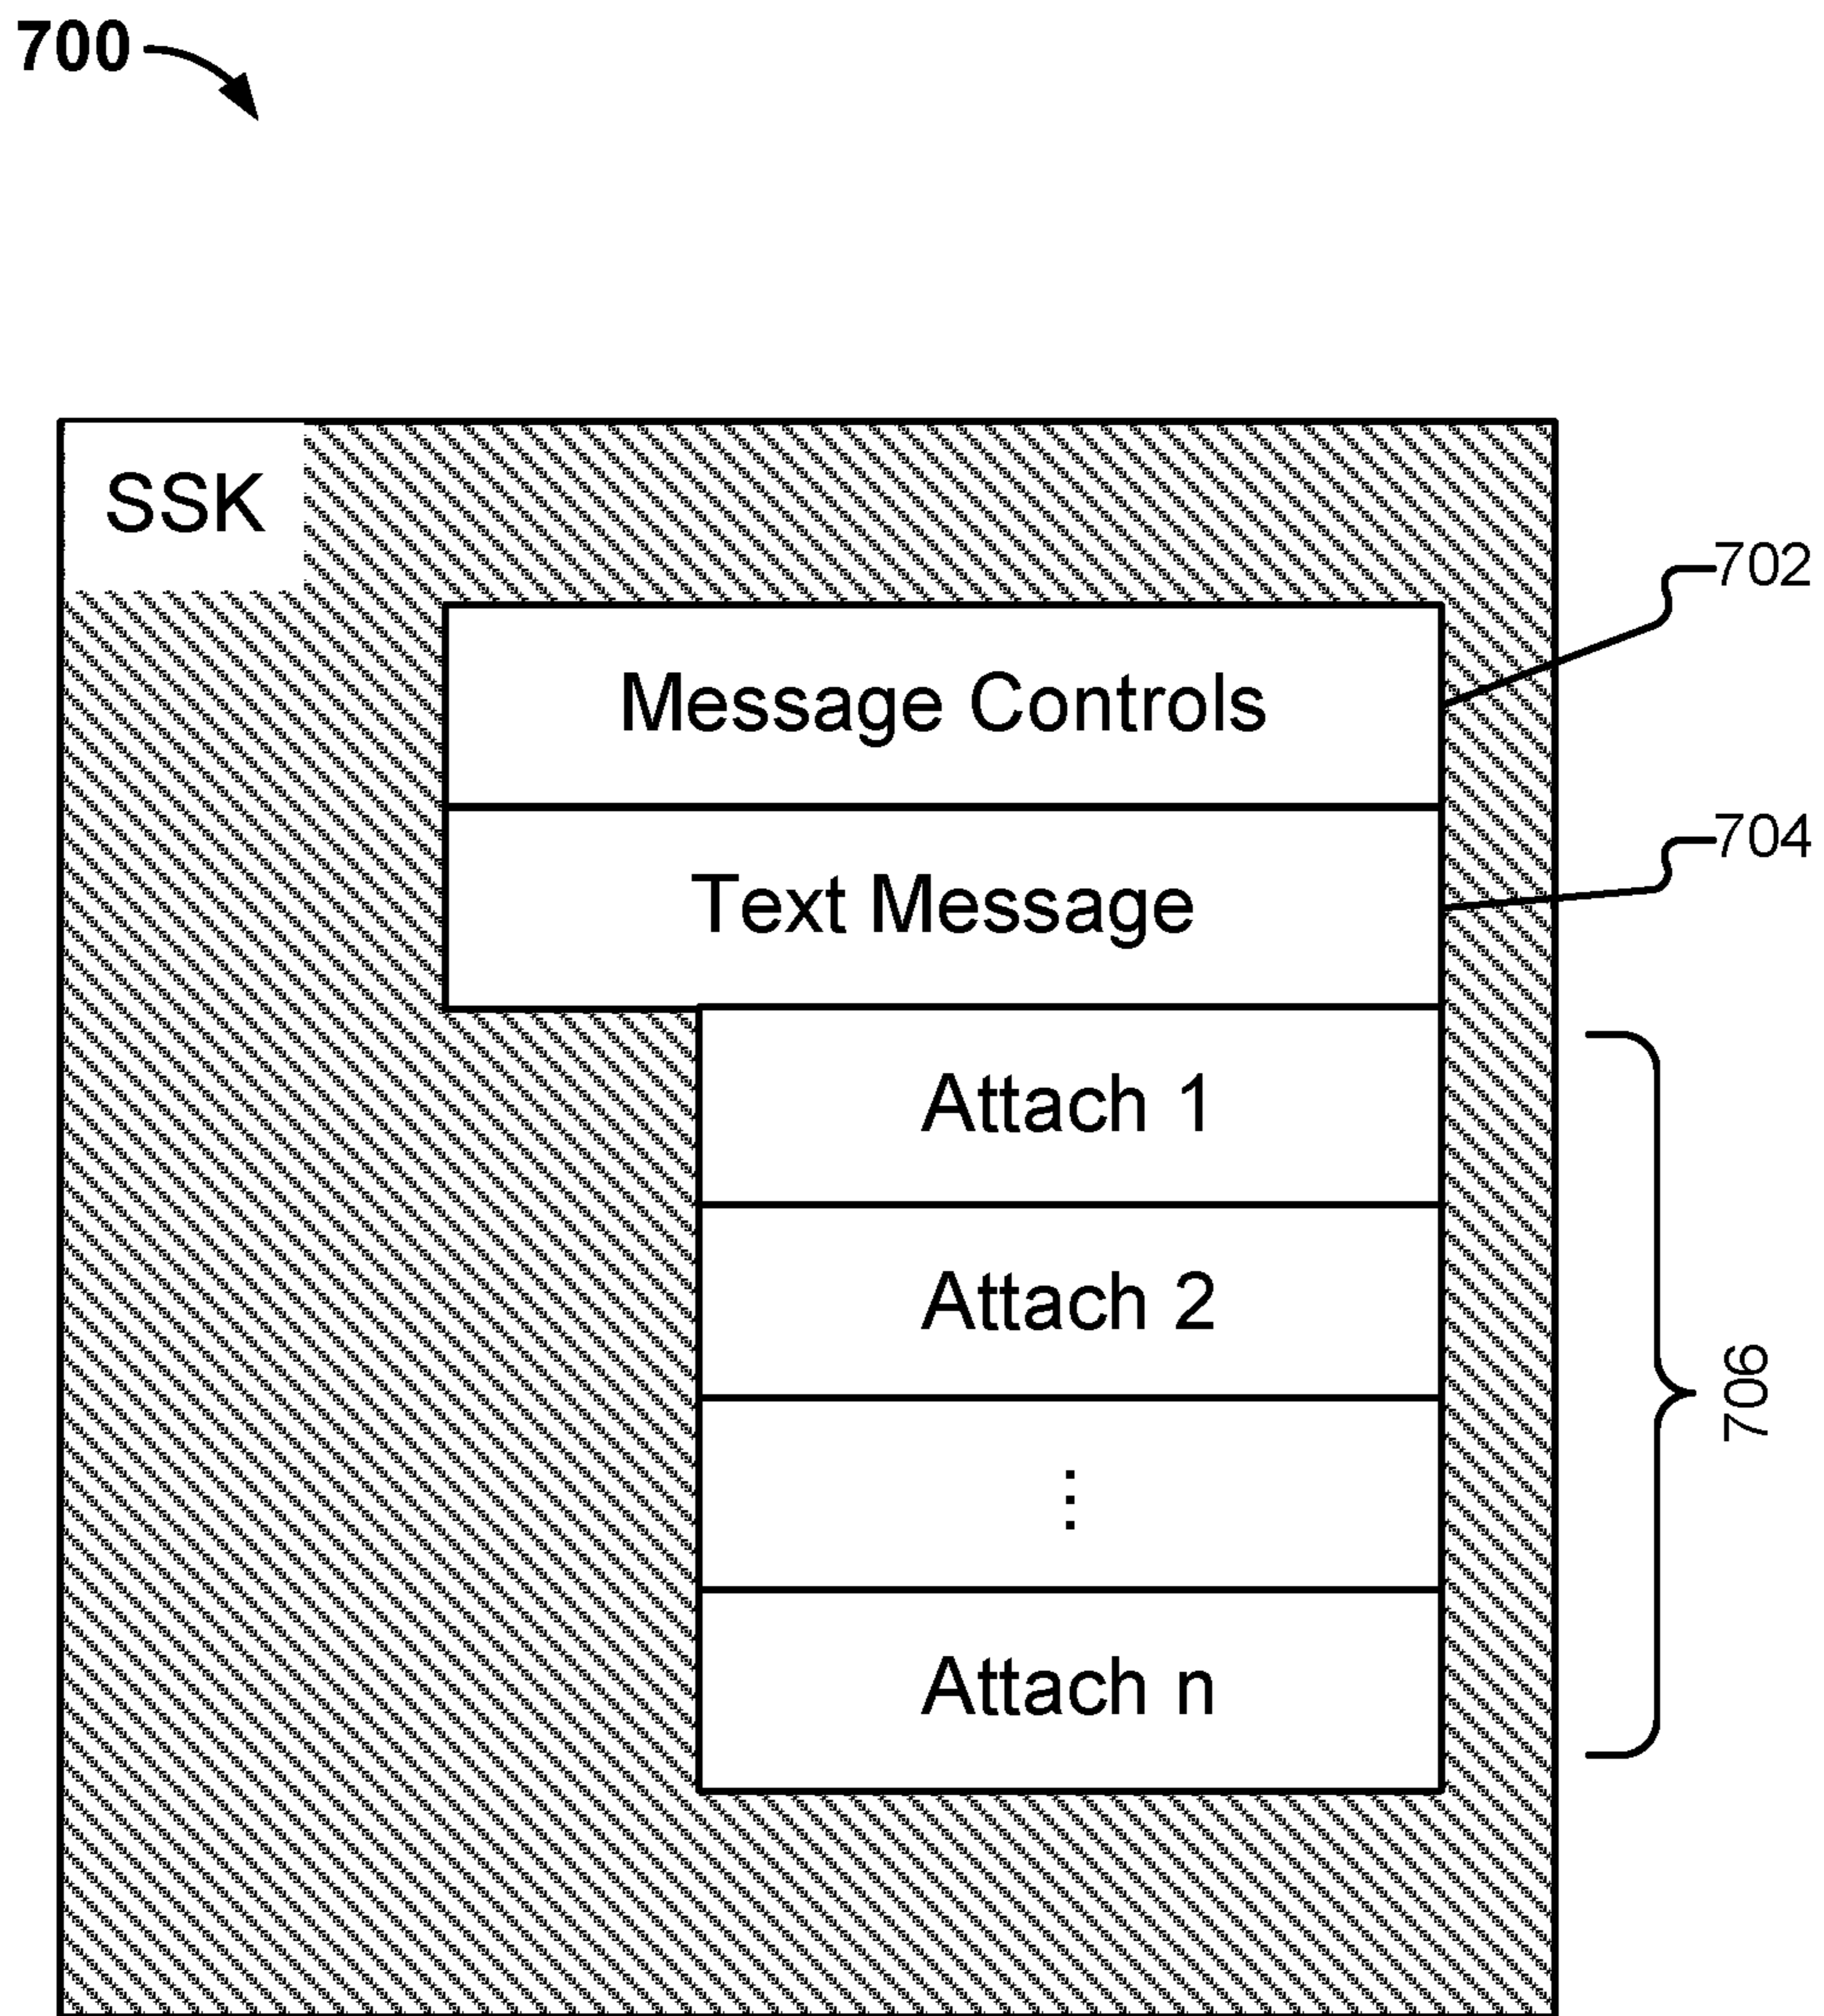 700
SSK
702
Message Controls
704
Text Message
Attach 1
Attach 2
706
⋮
Attach n